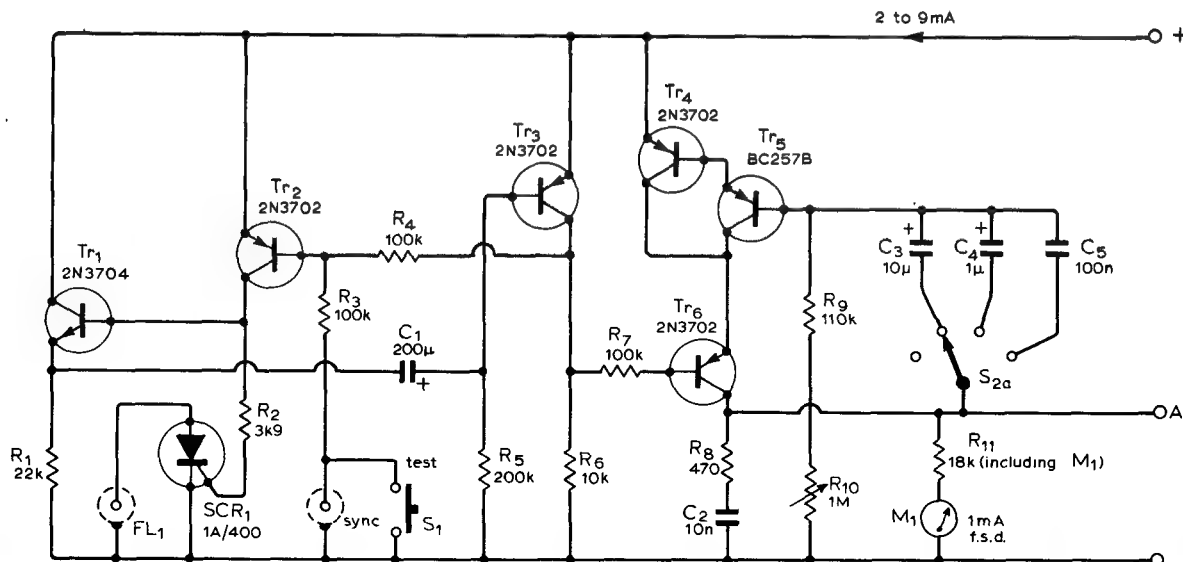 2 to 9mA
+
Tr4
2N3702
Tr3
2N3702
Tr5
BC257B
Tr2
2N3702
R4
100k
+
C3
10μ
+
C4
1μ
C5
100n
Tr1
2N3704
R3
100k
C1
200μ
+
Tr6
2N3702
R7
100k
R9
110k
S2a
A
R2
3k9
R1
22k
test
R5
200k
R6
10k
R8
470
R11
18k (including M1)
R10
1M
SCR1
1A/400
FL1
sync
S1
C2
10n
M1
1mA
f.s.d.